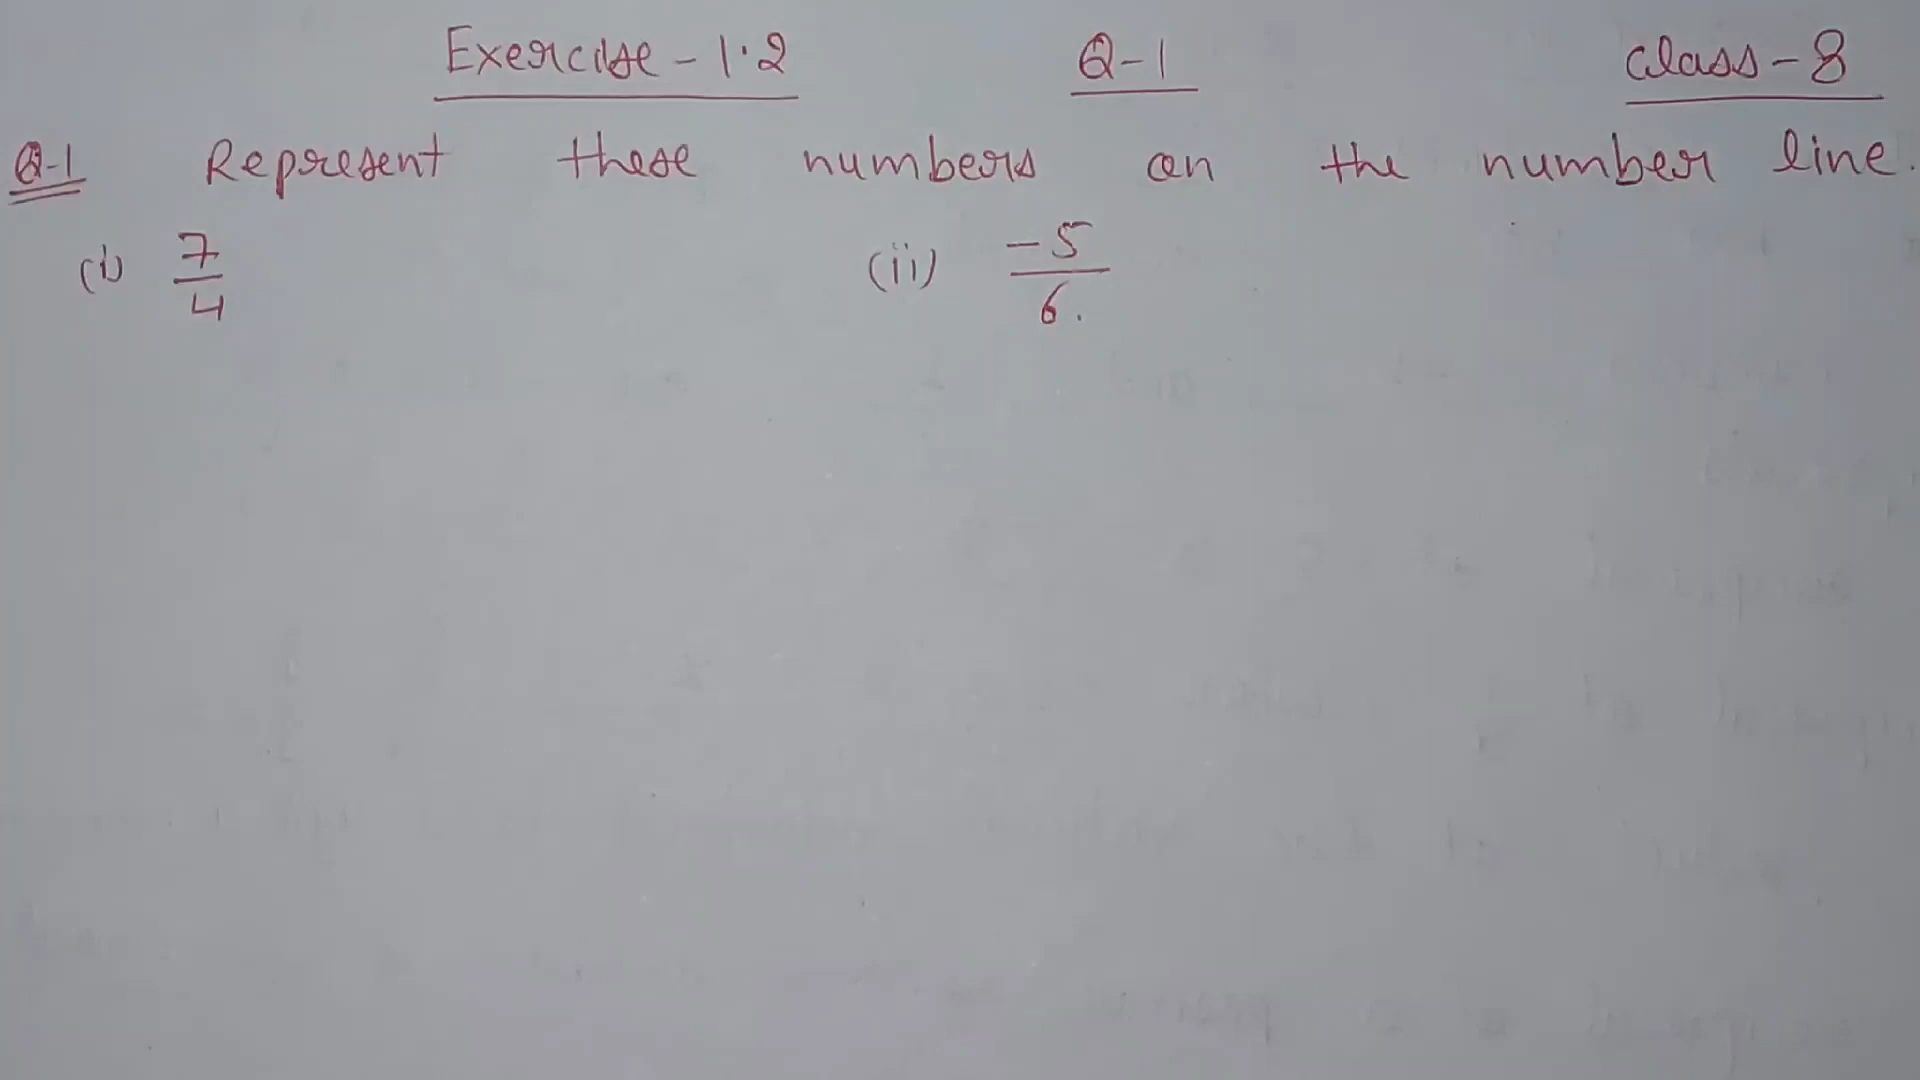 Exercise - 1.2 Q-1 Class-8
Q-1 Represent these numbers on the number line.
(i) 7/4 (ii) -5/6.